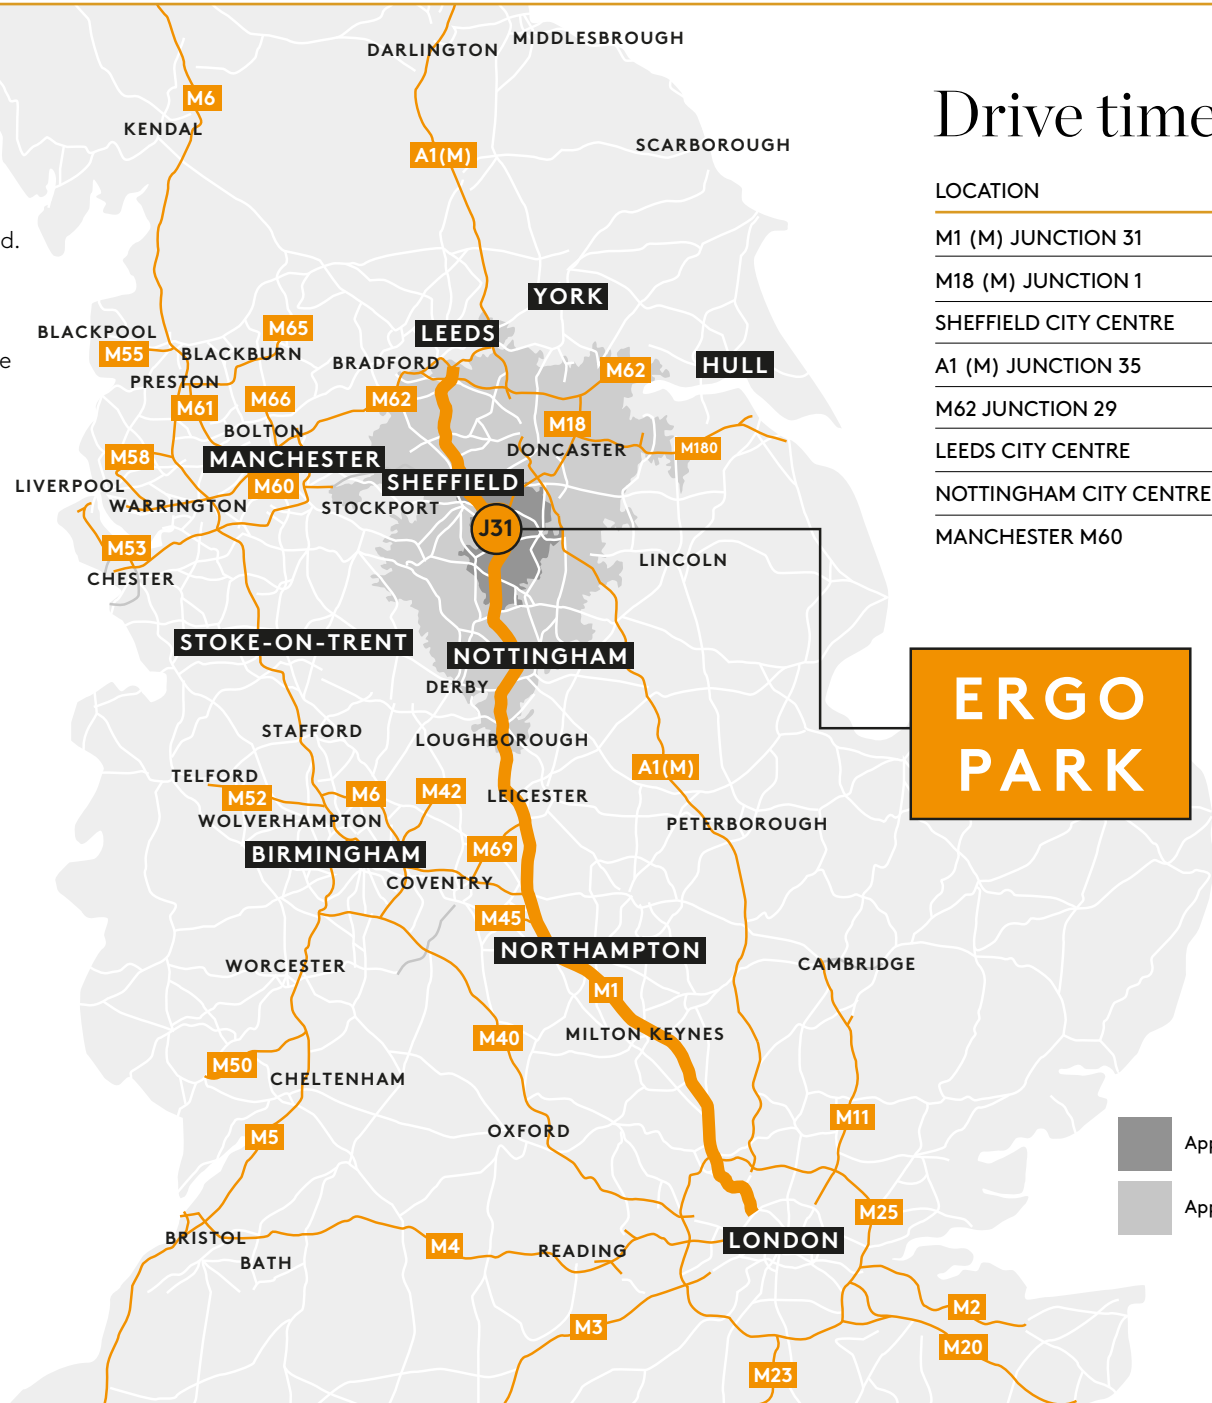 DARLINGTON
MIDDLESBROUGH
M6
KENDAL
A1(M)
SCARBOROUGH
d.
e
YORK
LEEDS
M65
BLACKPOOL
M55
BLACKBURN
BRADFORD
M62
HULL
PRESTON
M61
M66
M62
M18
BOLTON
DONCASTER
M180
M58
MANCHESTER
SHEFFIELD
LIVERPOOL
M60
WARRINGTON
STOCKPORT
J31
M53
LINCOLN
CHESTER
STOKE-ON-TRENT
NOTTINGHAM
DERBY
STAFFORD
LOUGHBOROUGH
A1(M)
TELFORD
M52
M6
M42
LEICESTER
WOLVERHAMPTON
PETERBOROUGH
BIRMINGHAM
M69
COVENTRY
M45
NORTHAMPTON
WORCESTER
CAMBRIDGE
M1
M40
MILTON KEYNES
M50
CHELTENHAM
M11
M5
OXFORD
M25
BRISTOL
M4
READING
LONDON
BATH
M2
M3
M20
M23
Drive time
LOCATION
M1 (M) JUNCTION 31
M18 (M) JUNCTION 1
SHEFFIELD CITY CENTRE
A1 (M) JUNCTION 35
M62 JUNCTION 29
LEEDS CITY CENTRE
NOTTINGHAM CITY CENTRE
MANCHESTER M60
ERGO
PARK
App
App